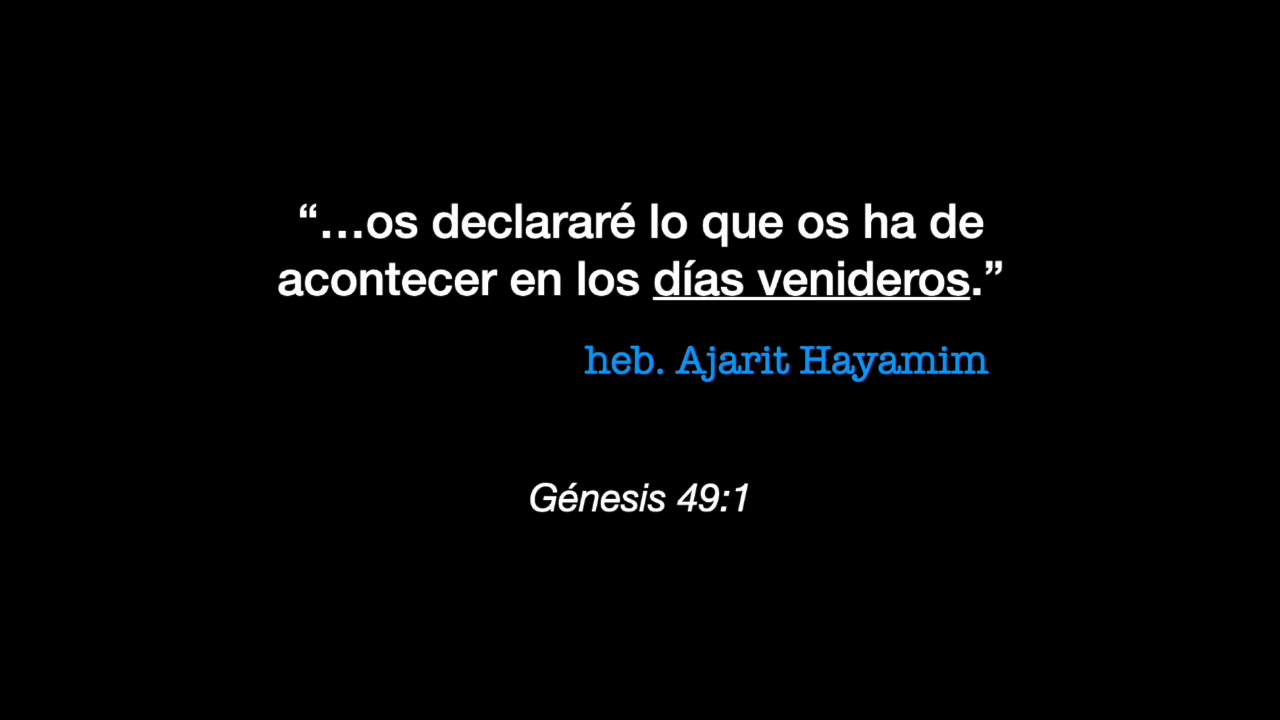 “…os declararé lo que os ha de
acontecer en los días venideros.”
heb. Ajarit Hayamim
Génesis 49:1